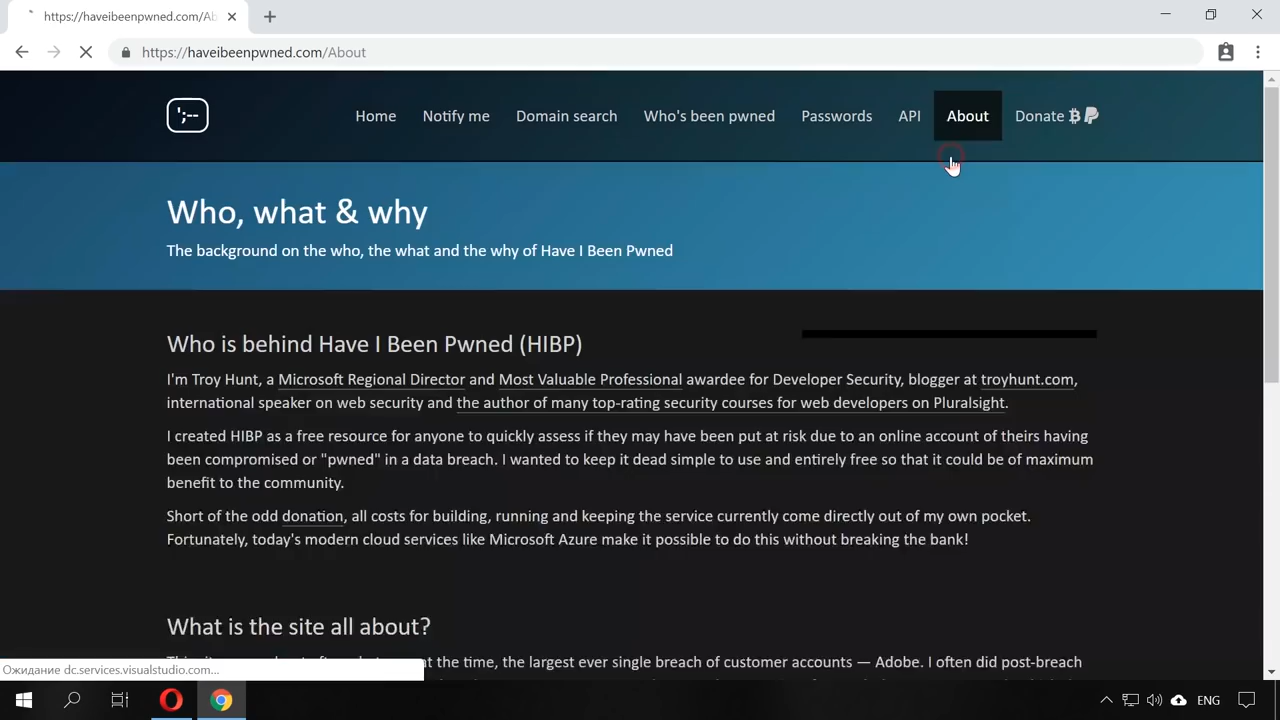 https://haveibeenpwned.com/Ab
https://haveibeenpwned.com/About
';--
Home
Notify me
Domain search
Who's been pwned
Passwords
API
About
Donate
Who, what & why
The background on the who, the what and the why of Have I Been Pwned
Who is behind Have I Been Pwned (HIBP)
I'm Troy Hunt, a Microsoft Regional Director and Most Valuable Professional awardee for Developer Security, blogger at troyhunt.com,
international speaker on web security and the author of many top-rating security courses for web developers on Pluralsight.
I created HIBP as a free resource for anyone to quickly assess if they may have been put at risk due to an online account of theirs having
been compromised or "pwned" in a data breach. I wanted to keep it dead simple to use and entirely free so that it could be of maximum
benefit to the community.
Short of the odd donation, all costs for building, running and keeping the service currently come directly out of my own pocket.
Fortunately, today's modern cloud services like Microsoft Azure make it possible to do this without breaking the bank!
What is the site all about?
the time, the largest ever single breach of customer accounts — Adobe. I often did post-breach
Ожидание dc.services.visualstudio.com...
ENG